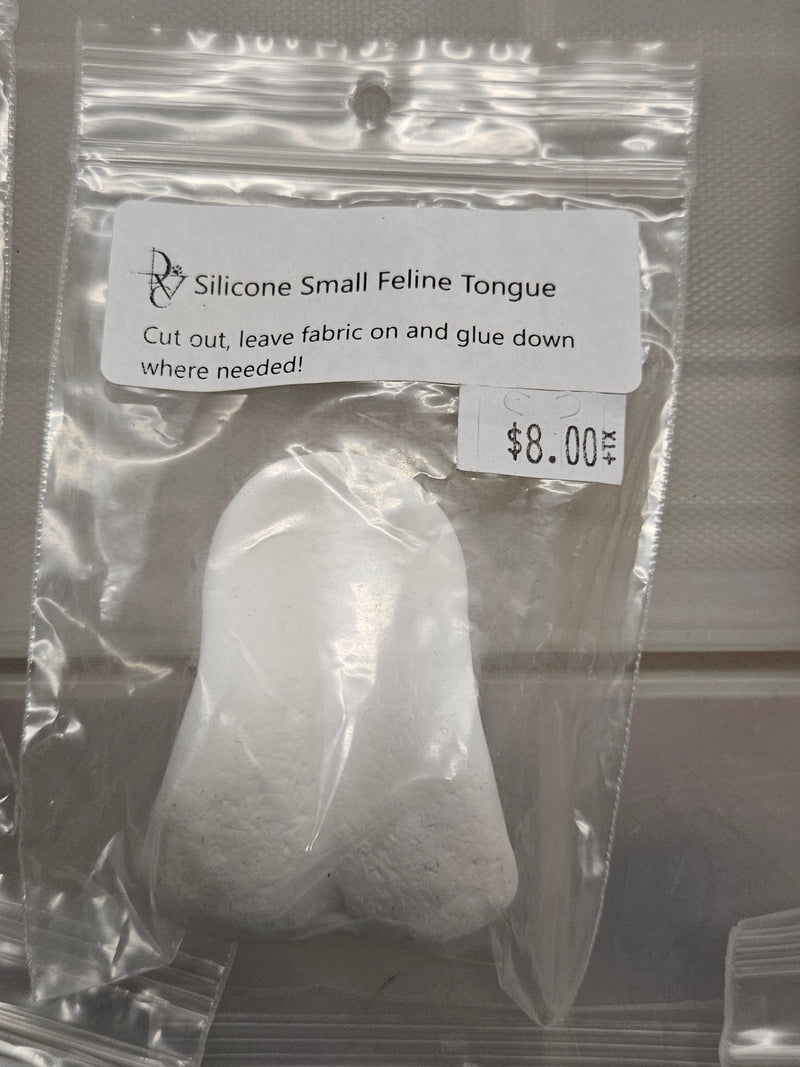 Silicone Small Feline Tongue
Cut out, leave fabric on and glue down
where needed!
$8.00+TX